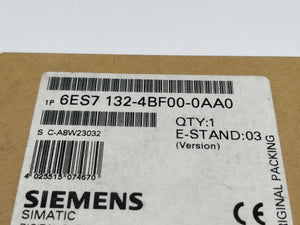 1P 6ES7 132-4BF00-0AA0
QTY:1
S C-A8W23032
E-STAND:03
(Version)
4 025515 074670
SIEMENS
SIMATIC
ORIGINAL PACKING
CE